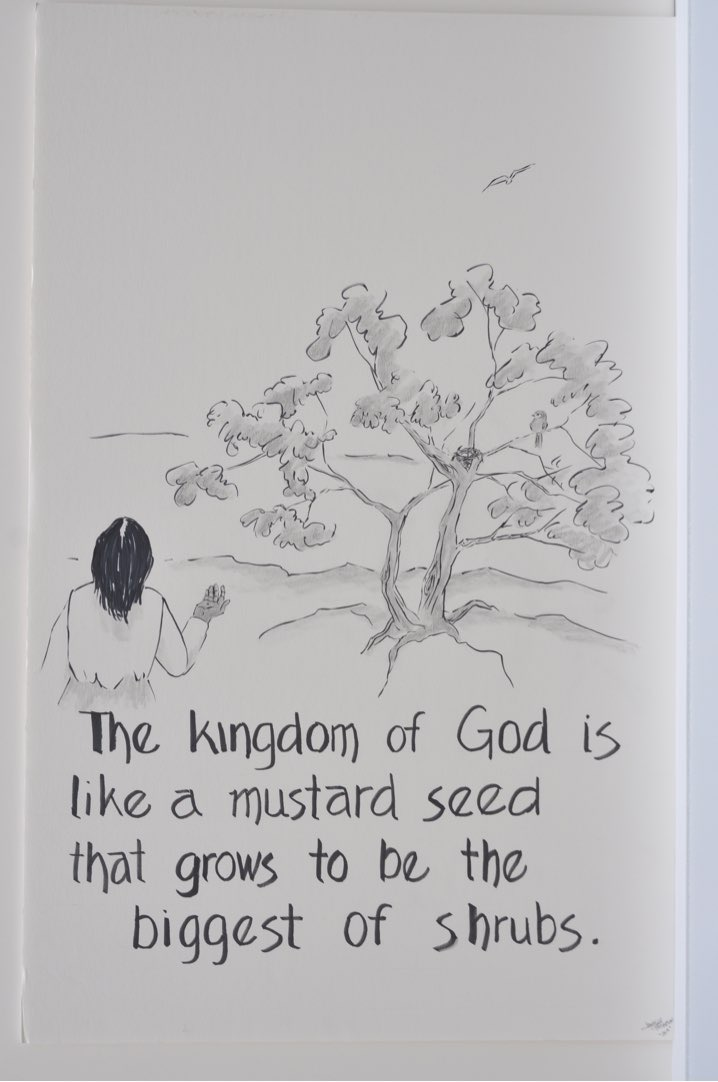 The kingdom of God is
like a mustard seed
that grows to be the
biggest of shrubs.